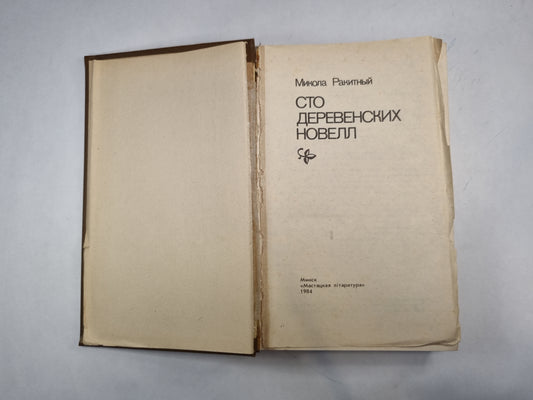 Микола Ракитный
СТО
ДЕРЕВЕНСКИХ
НОВЕЛЛ
Минск
«Мастацкая літаратура»
1984